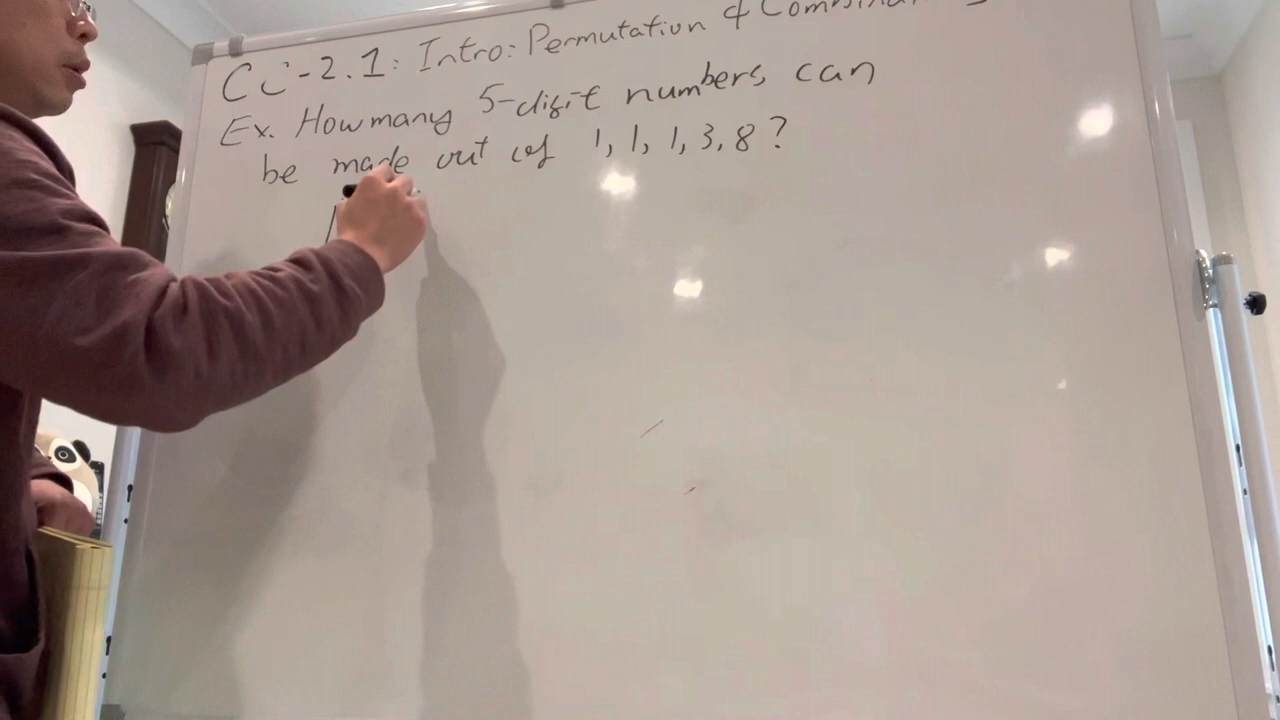 CC-2.1: Intro: Permutation & Combina
Ex. How many 5-digit numbers can
be made out of 1, 1, 1, 3, 8?